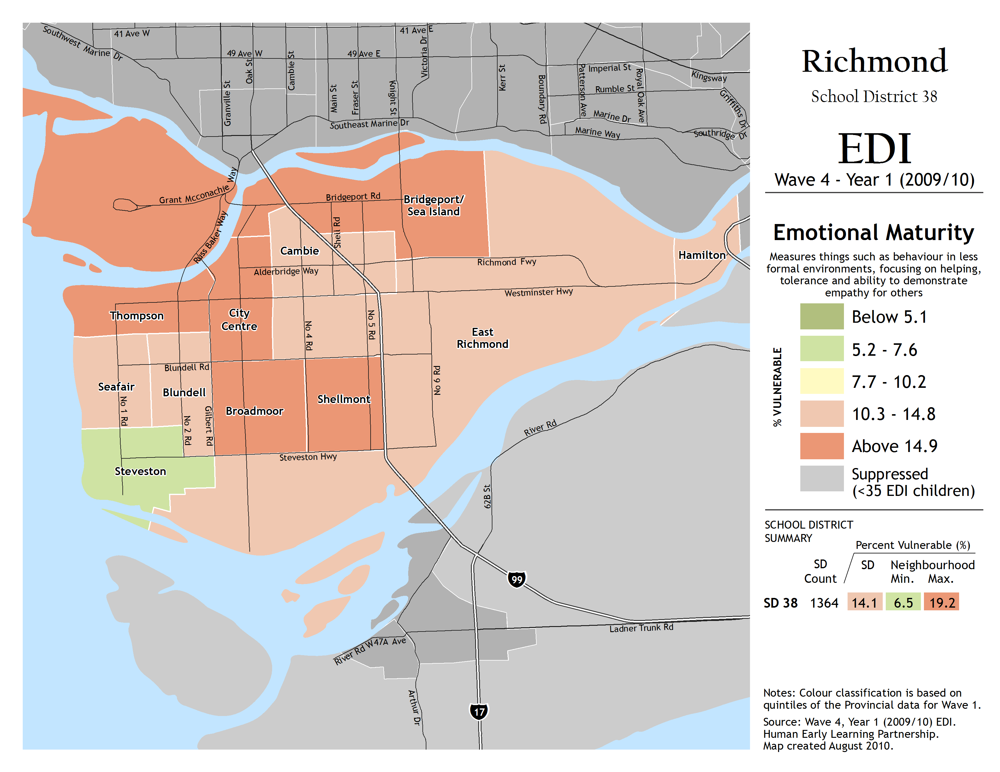 Richmond
School District 38
EDI
Wave 4 - Year 1 (2009/10)
Emotional Maturity
Measures things such as behaviour in less
formal environments, focusing on helping,
tolerance and ability to demonstrate
empathy for others
% VULNERABLE
Below 5.1
5.2 - 7.6
7.7 - 10.2
10.3 - 14.8
Above 14.9
Suppressed
(<35 EDI children)
SCHOOL DISTRICT
SUMMARY
Percent Vulnerable (%)
SD
Count
SD
Neighbourhood
Min. Max.
SD 38 1364 14.1 6.5 19.2
Notes: Colour classification is based on
quintiles of the Provincial data for Wave 1.
Source: Wave 4, Year 1 (2009/10) EDI.
Human Early Learning Partnership.
Map created August 2010.
Southwest Marine Dr
41 Ave W
41 Ave E
49 Ave W
49 Ave E
Granville St
Oak St
Cambie St
Main St
Fraser St
Knight St
Victoria Dr
Kerr St
Boundary Rd
Patterson Ave
Royal Oak Ave
Imperial St
Rumble St
Kingsway
Griffiths Dr
Marine Dr
Marine Way
Southridge Dr
Southeast Marine Dr
Grant Mcconachie Way
Russ Baker Way
Bridgeport Rd
Bridgeport/
Sea Island
Shell Rd
Cambie
Hamilton
Alderbridge Way
Richmond Fwy
Westminster Hwy
Thompson
City
Centre
No 4 Rd
No 5 Rd
East
Richmond
Blundell Rd
Seafair
Blundell
Broadmoor
Shellmont
No 6 Rd
No 1 Rd
No 2 Rd
Gilbert Rd
Steveston Hwy
Steveston
River Rd
62B St
99
Ladner Trunk Rd
River Rd W
47A Ave
Arthur Dr
17